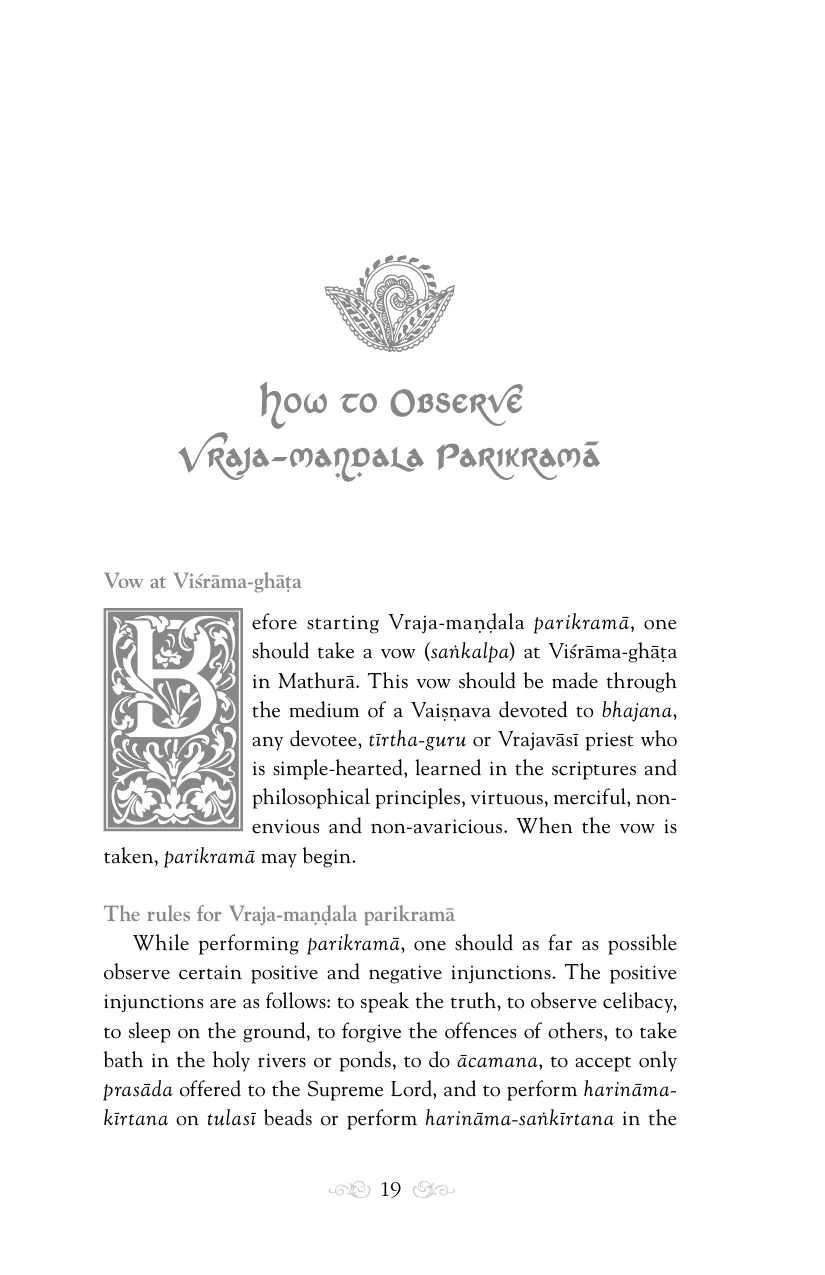 How to Observe
Vraja-maṇḍala Parikramā
Vow at Viśrāma-ghāṭa
Before starting Vraja-maṇḍala parikramā, one
should take a vow (saṅkalpa) at Viśrāma-ghāṭa
in Mathurā. This vow should be made through
the medium of a Vaiṣṇava devoted to bhajana,
any devotee, tīrtha-guru or Vrajavāsī priest who
is simple-hearted, learned in the scriptures and
philosophical principles, virtuous, merciful, non-
envious and non-avaricious. When the vow is
taken, parikramā may begin.
The rules for Vraja-maṇḍala parikramā
While performing parikramā, one should as far as possible
observe certain positive and negative injunctions. The positive
injunctions are as follows: to speak the truth, to observe celibacy,
to sleep on the ground, to forgive the offences of others, to take
bath in the holy rivers or ponds, to do ācamana, to accept only
prasāda offered to the Supreme Lord, and to perform harināma-
kīrtana on tulasī beads or perform harināma-saṅkīrtana in the
19